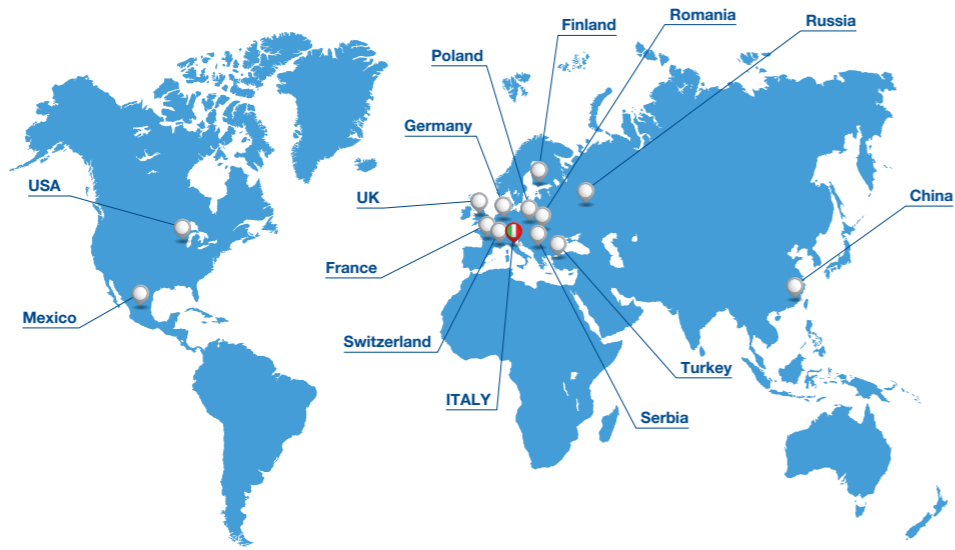 Romania
Finland
Russia
Poland
Germany
USA
UK
China
France
Mexico
Switzerland
Turkey
ITALY
Serbia